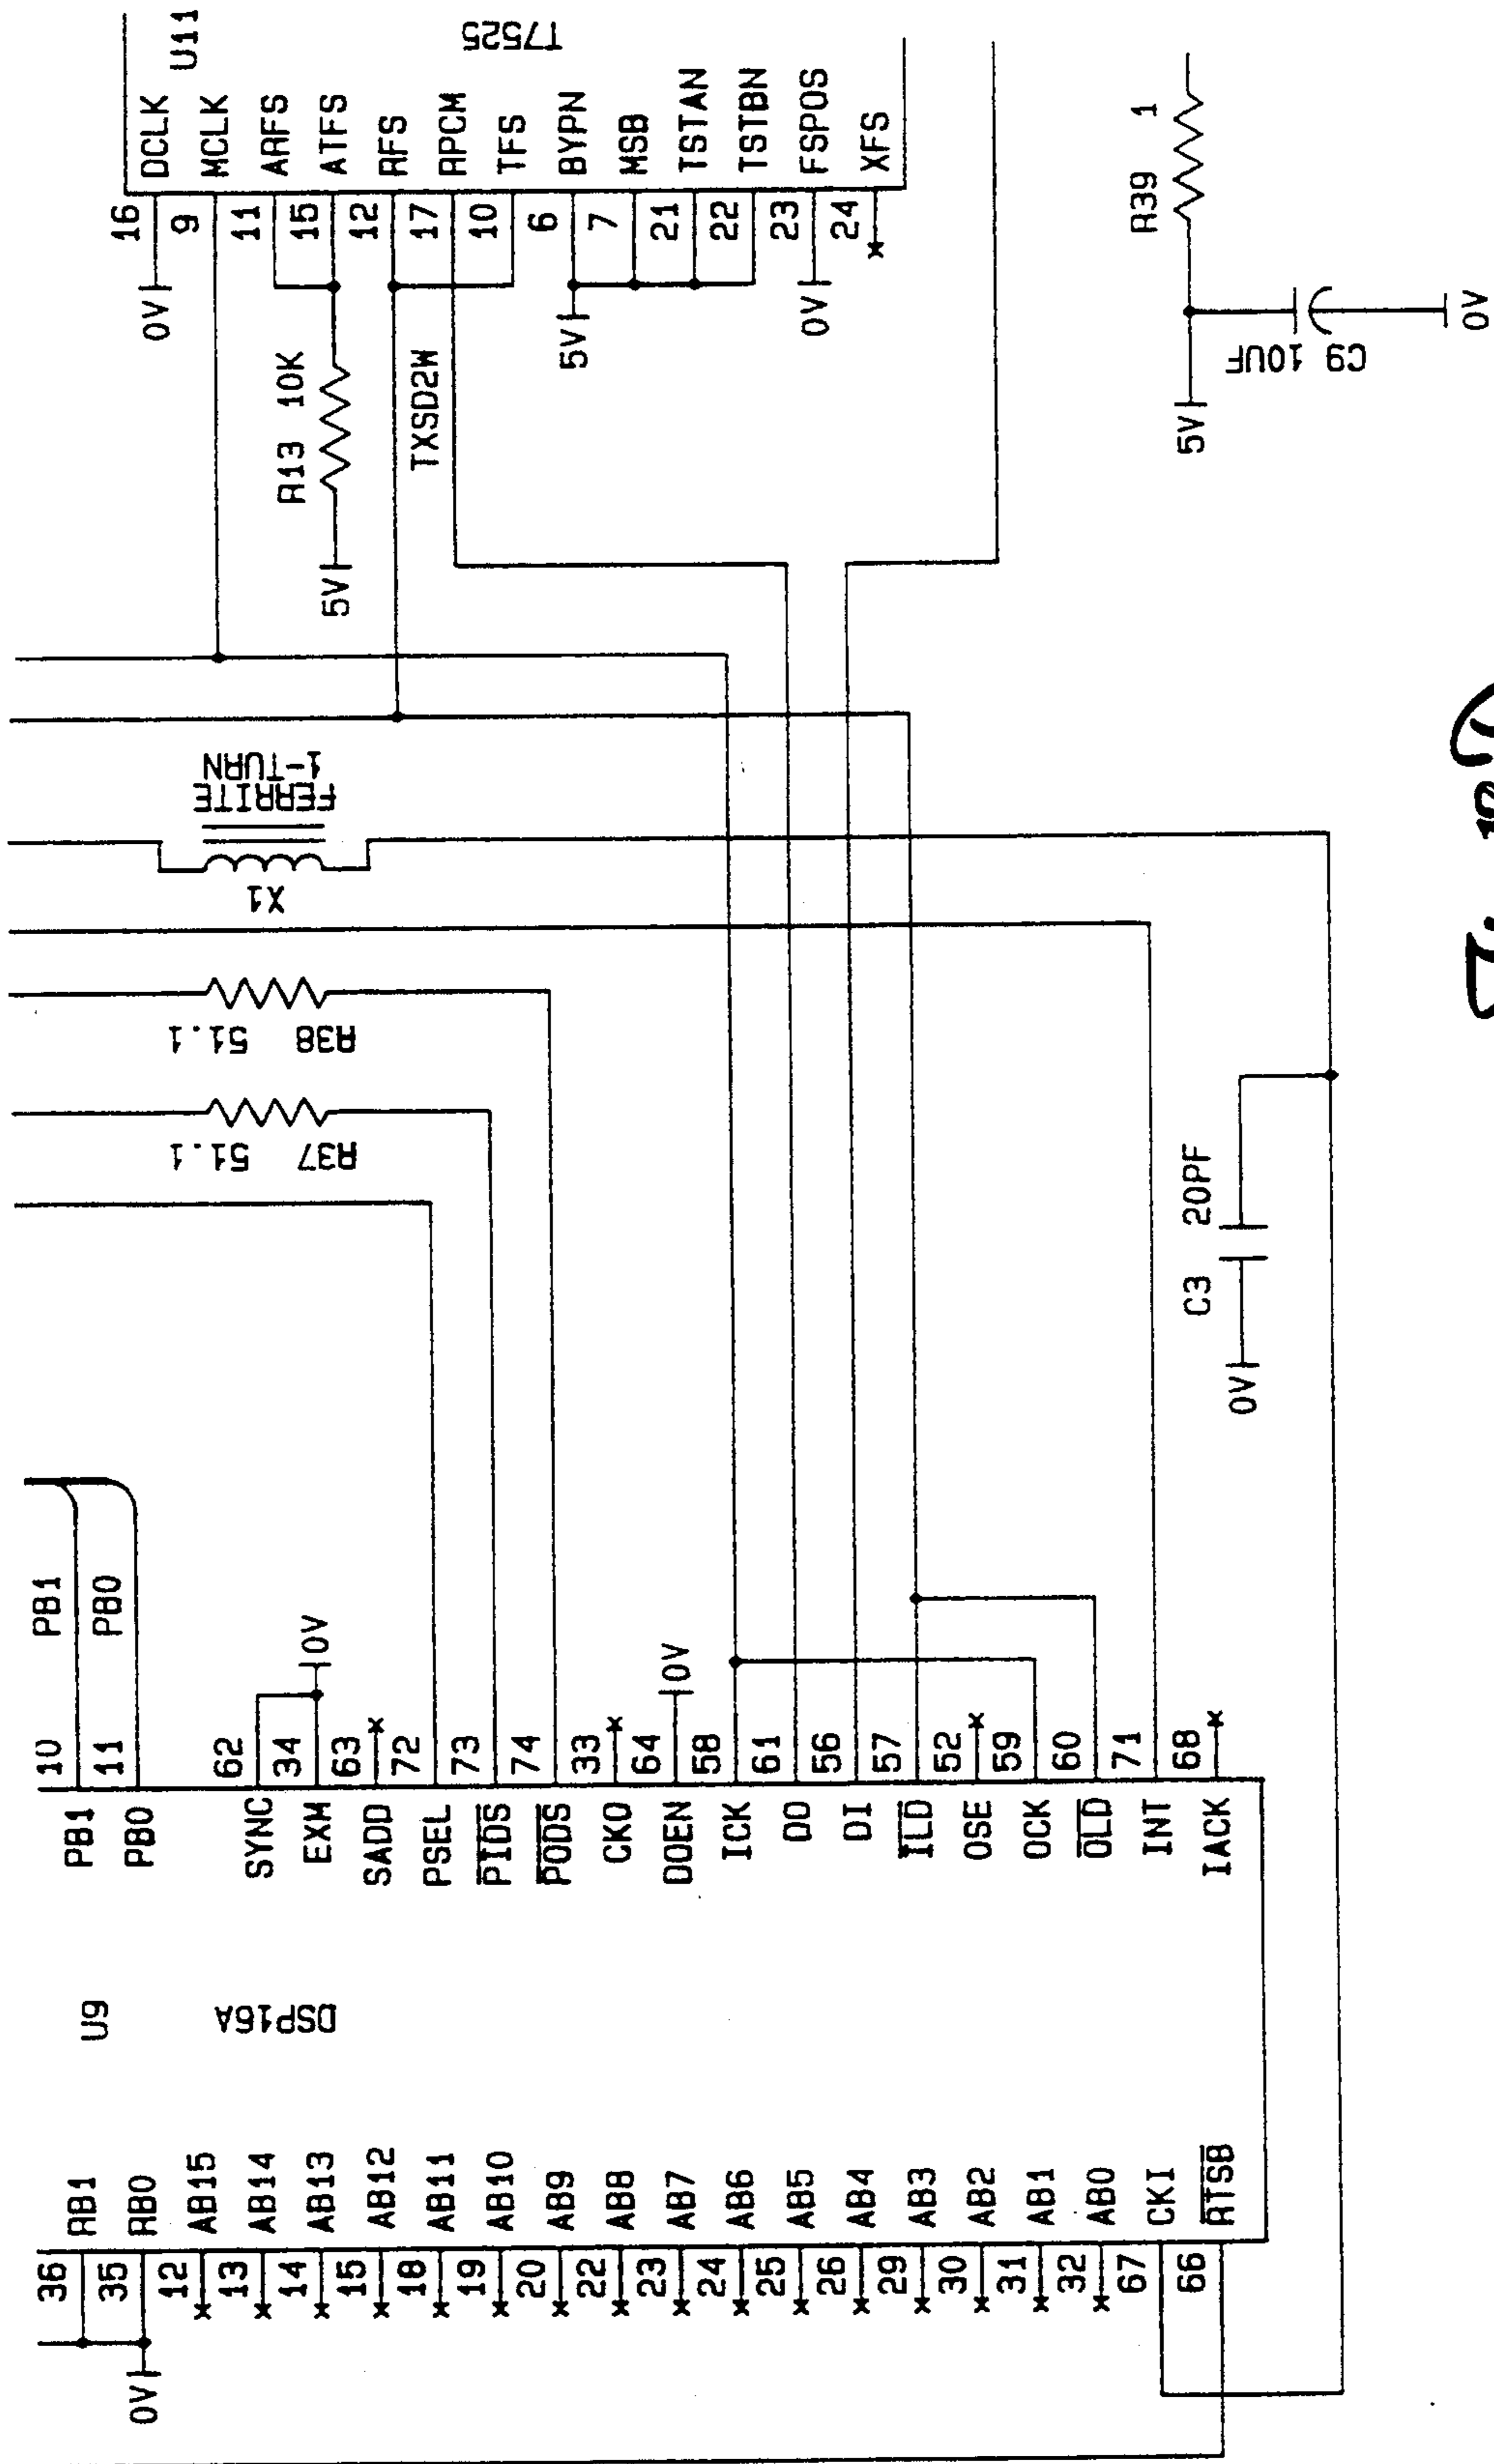 U11
T7525
16 DCLK
9 MCLK
11 ARFS
15 ATFS
12 RFS
17 RPCM
10 TFS
6 BYPN
7 MSB
21 TSTAN
22 TSTBN
23 FSPOS
24 XFS
0V
5V
0V
R13 10K
5V
TXSD2W
R39 1
5V
C9 10UF
0V
FERRITE
1-TURN
X1
R38 51.1
R37 51.1
C3 20PF
0V
PB1
PB0
10 PB1
11 PB0
62 SYNC
34 EXM
0V
63 SADD
72 PSEL
73 PIDS
74 PODS
33 CKO
64 DOEN
0V
58 ICK
61 DO
56 DI
57 ILD
52 OSE
59 OCK
60 OLD
71 INT
68 IACK
U9
DSP16A
36 RB1
35 RB0
0V
12 AB15
13 AB14
14 AB13
15 AB12
18 AB11
19 AB10
20 AB9
22 AB8
23 AB7
24 AB6
25 AB5
26 AB4
29 AB3
30 AB2
31 AB1
32 AB0
67 CKI
66 RTSB